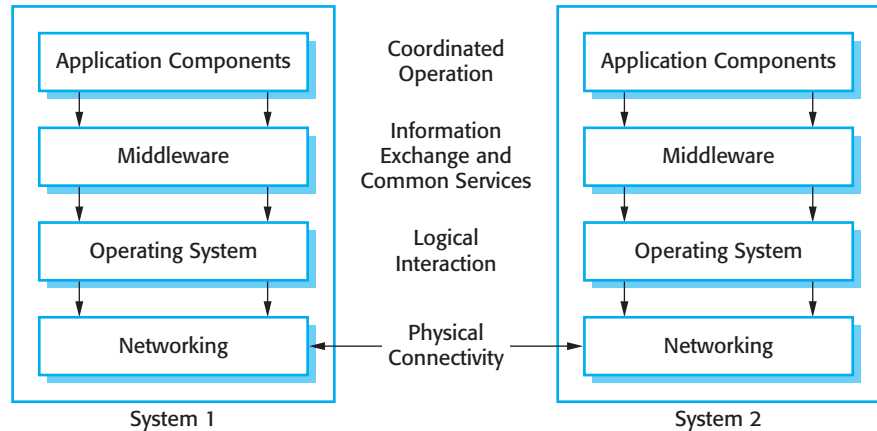 Application Components
Coordinated
Operation
Application Components
Middleware
Information
Exchange and
Common Services
Middleware
Operating System
Logical
Interaction
Operating System
Networking
Physical
Connectivity
Networking
System 1
System 2